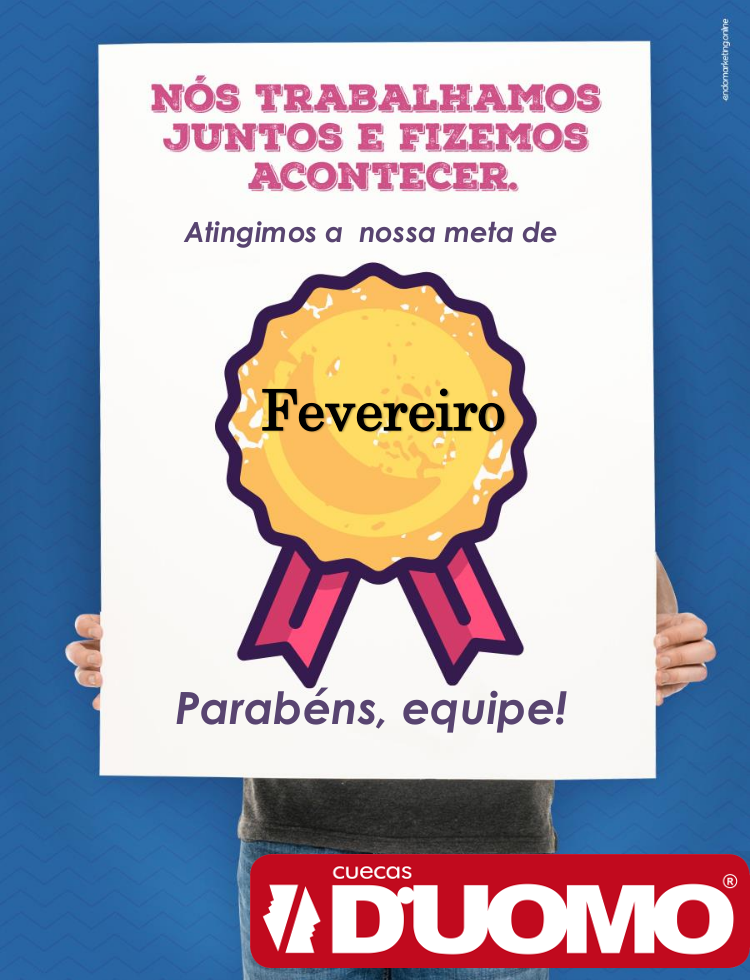 endomarketing.online
NÓS TRABALHAMOS
JUNTOS E FIZEMOS
ACONTECER.
Atingimos a nossa meta de
Fevereiro
Parabéns, equipe!
cuecas
D'UOMO®